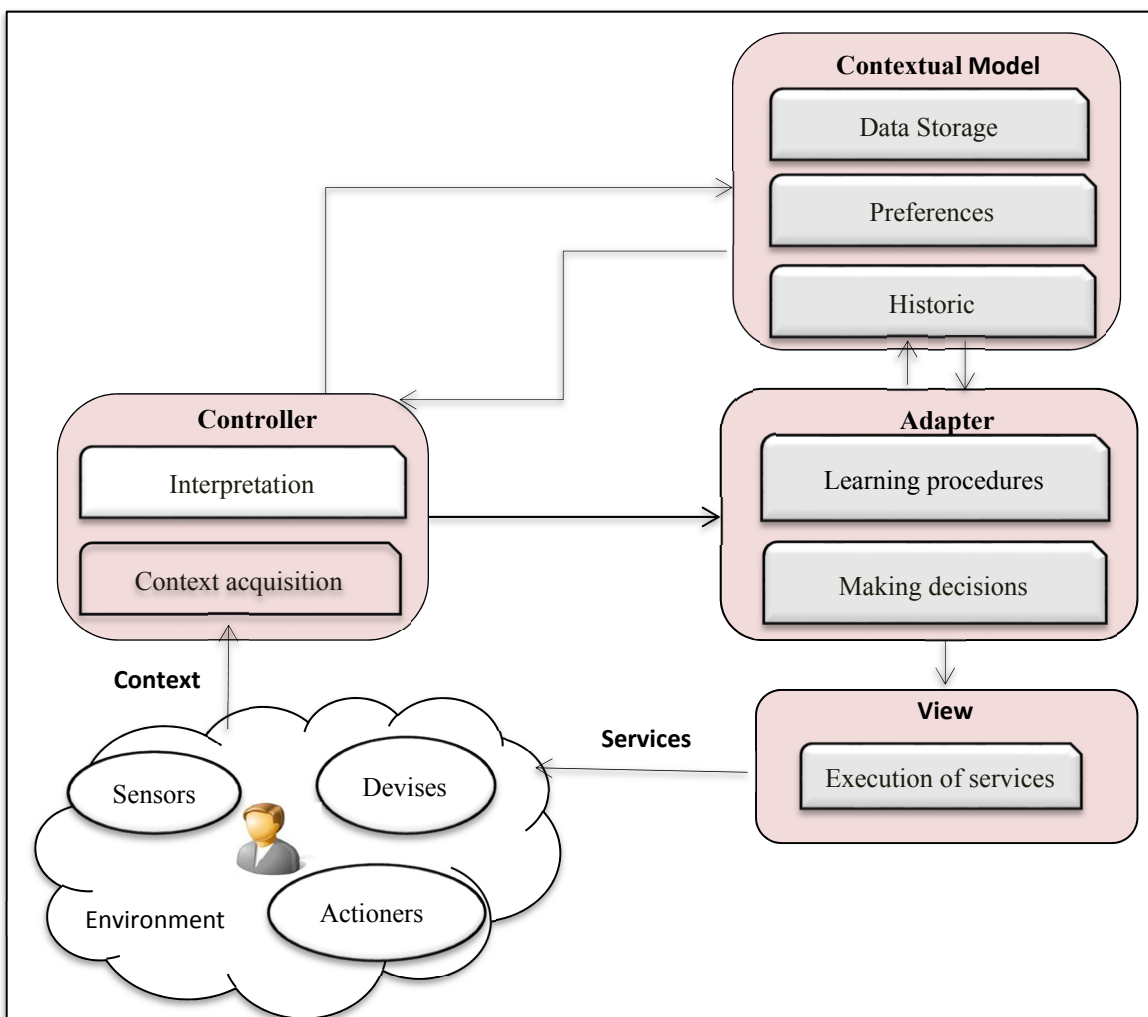 Contextual Model
Data Storage
Preferences
Historic
Controller
Interpretation
Context acquisition
Adapter
Learning procedures
Making decisions
Context
Services
View
Execution of services
Sensors
Devises
Environment
Actioners